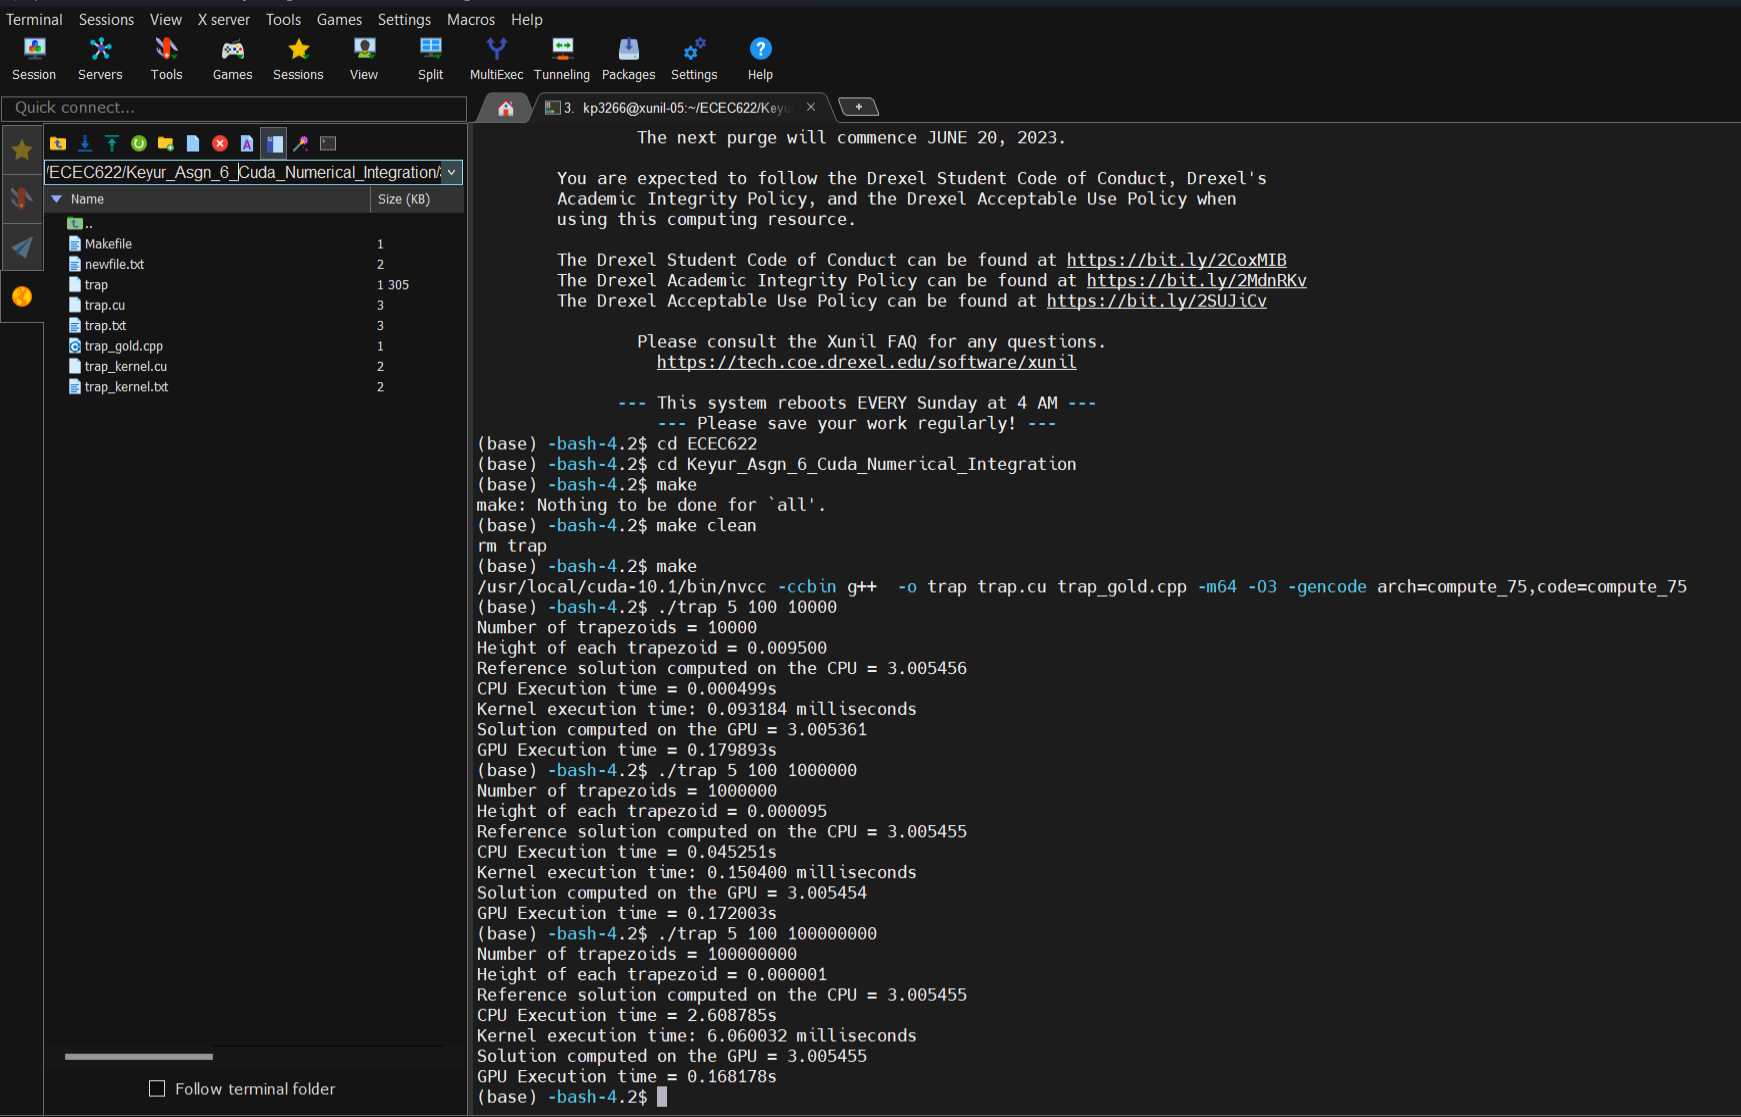 Terminal Sessions View X server Tools Games Settings Macros Help
Session Servers Tools Games Sessions View Split MultiExec Tunneling Packages Settings Help
Quick connect...
3. kp3266@xunil-05:~/ECEC622/Keyu
/ECEC622/Keyur_Asgn_6_Cuda_Numerical_Integration/
Name Size (KB)
..
Makefile 1
newfile.txt 2
trap 1 305
trap.cu 3
trap.txt 3
trap_gold.cpp 1
trap_kernel.cu 2
trap_kernel.txt 2
Follow terminal folder
The next purge will commence JUNE 20, 2023.
You are expected to follow the Drexel Student Code of Conduct, Drexel's
Academic Integrity Policy, and the Drexel Acceptable Use Policy when
using this computing resource.
The Drexel Student Code of Conduct can be found at https://bit.ly/2CoxMIB
The Drexel Academic Integrity Policy can be found at https://bit.ly/2MdnRKv
The Drexel Acceptable Use Policy can be found at https://bit.ly/2SUJiCv
Please consult the Xunil FAQ for any questions.
https://tech.coe.drexel.edu/software/xunil
--- This system reboots EVERY Sunday at 4 AM ---
--- Please save your work regularly! ---
(base) -bash-4.2$ cd ECEC622
(base) -bash-4.2$ cd Keyur_Asgn_6_Cuda_Numerical_Integration
(base) -bash-4.2$ make
make: Nothing to be done for `all'.
(base) -bash-4.2$ make clean
rm trap
(base) -bash-4.2$ make
/usr/local/cuda-10.1/bin/nvcc -ccbin g++  -o trap trap.cu trap_gold.cpp -m64 -O3 -gencode arch=compute_75,code=compute_75
(base) -bash-4.2$ ./trap 5 100 10000
Number of trapezoids = 10000
Height of each trapezoid = 0.009500
Reference solution computed on the CPU = 3.005456
CPU Execution time = 0.000499s
Kernel execution time: 0.093184 milliseconds
Solution computed on the GPU = 3.005361
GPU Execution time = 0.179893s
(base) -bash-4.2$ ./trap 5 100 1000000
Number of trapezoids = 1000000
Height of each trapezoid = 0.000095
Reference solution computed on the CPU = 3.005455
CPU Execution time = 0.045251s
Kernel execution time: 0.150400 milliseconds
Solution computed on the GPU = 3.005454
GPU Execution time = 0.172003s
(base) -bash-4.2$ ./trap 5 100 100000000
Number of trapezoids = 100000000
Height of each trapezoid = 0.000001
Reference solution computed on the CPU = 3.005455
CPU Execution time = 2.608785s
Kernel execution time: 6.060032 milliseconds
Solution computed on the GPU = 3.005455
GPU Execution time = 0.168178s
(base) -bash-4.2$